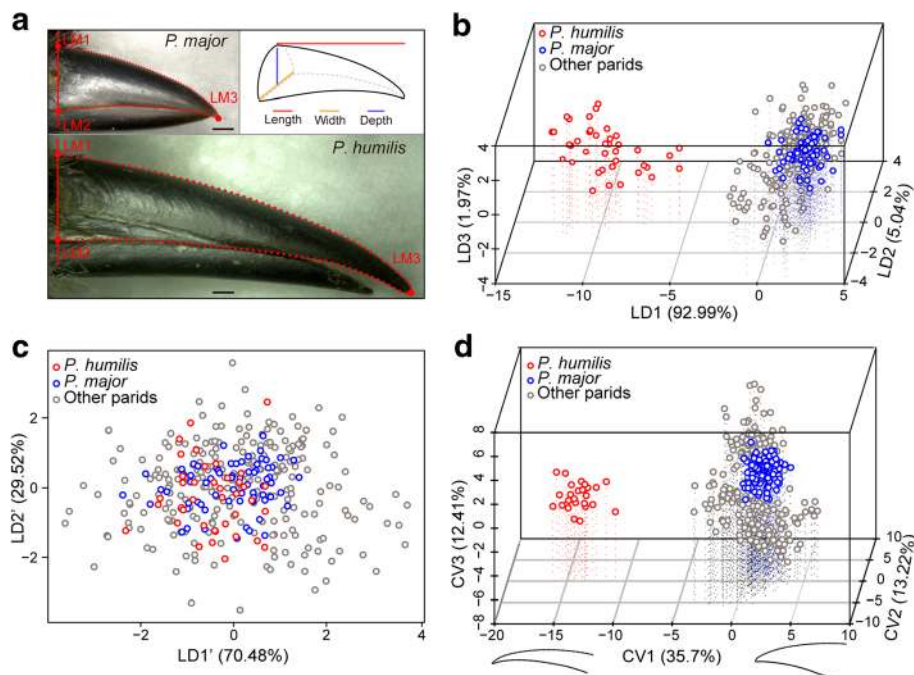 a
P. major
LM1
LM2
LM3
Length Width Depth
P. humilis
LM1
LM
LM3
b
P. humilis
P. major
Other parids
LD3 (1.97%)
4
2
0
−2
−4
−15 −10 −5 0 5
LD1 (92.99%)
4
2
0
−2
−4
LD2 (5.04%)
c
P. humilis
P. major
Other parids
LD2' (29.52%)
2
0
−2
−2 0 2 4
LD1' (70.48%)
d
P. humilis
P. major
Other parids
CV3 (12.41%)
8
6
4
2
0
−2
−4
−6
−8
−20 −15 −10 −5 0 5 10
CV1 (35.7%)
10
5
0
−5
−10
CV2 (13.22%)